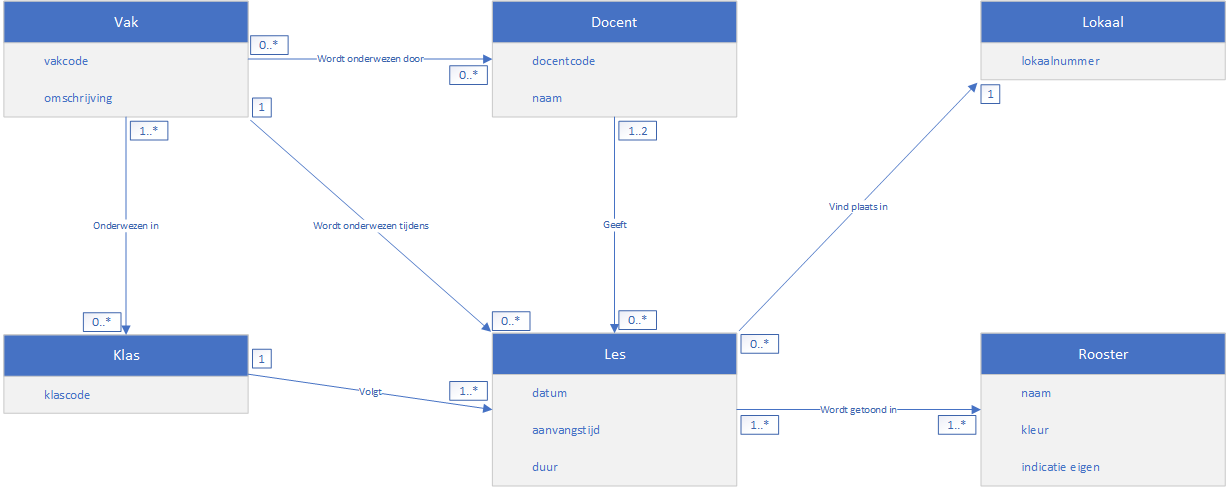 Vak
Docent
Lokaal
vakcode
omschrijving
docentcode
naam
lokaalnummer
0..*
Wordt onderwezen door
0..*
1
1..*
1..2
1
Onderwezen in
Wordt onderwezen tijdens
Geeft
Vind plaats in
0..*
0..*
0..*
0..*
Klas
klascode
1
Volgt
1..*
Les
datum
aanvangstijd
duur
Wordt getoond in
1..*
1..*
Rooster
naam
kleur
indicatie eigen